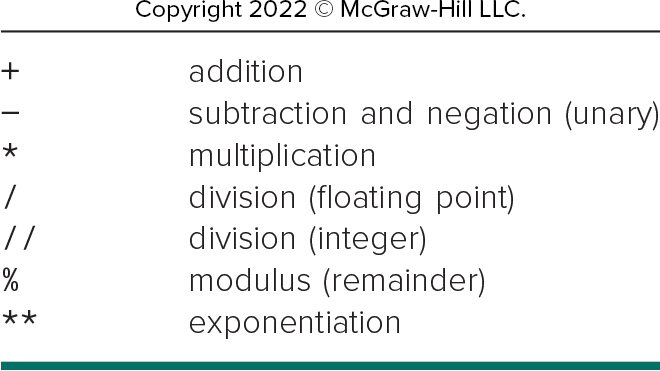 Copyright 2022 © McGraw-Hill LLC.
+ addition
− subtraction and negation (unary)
* multiplication
/ division (floating point)
// division (integer)
% modulus (remainder)
** exponentiation